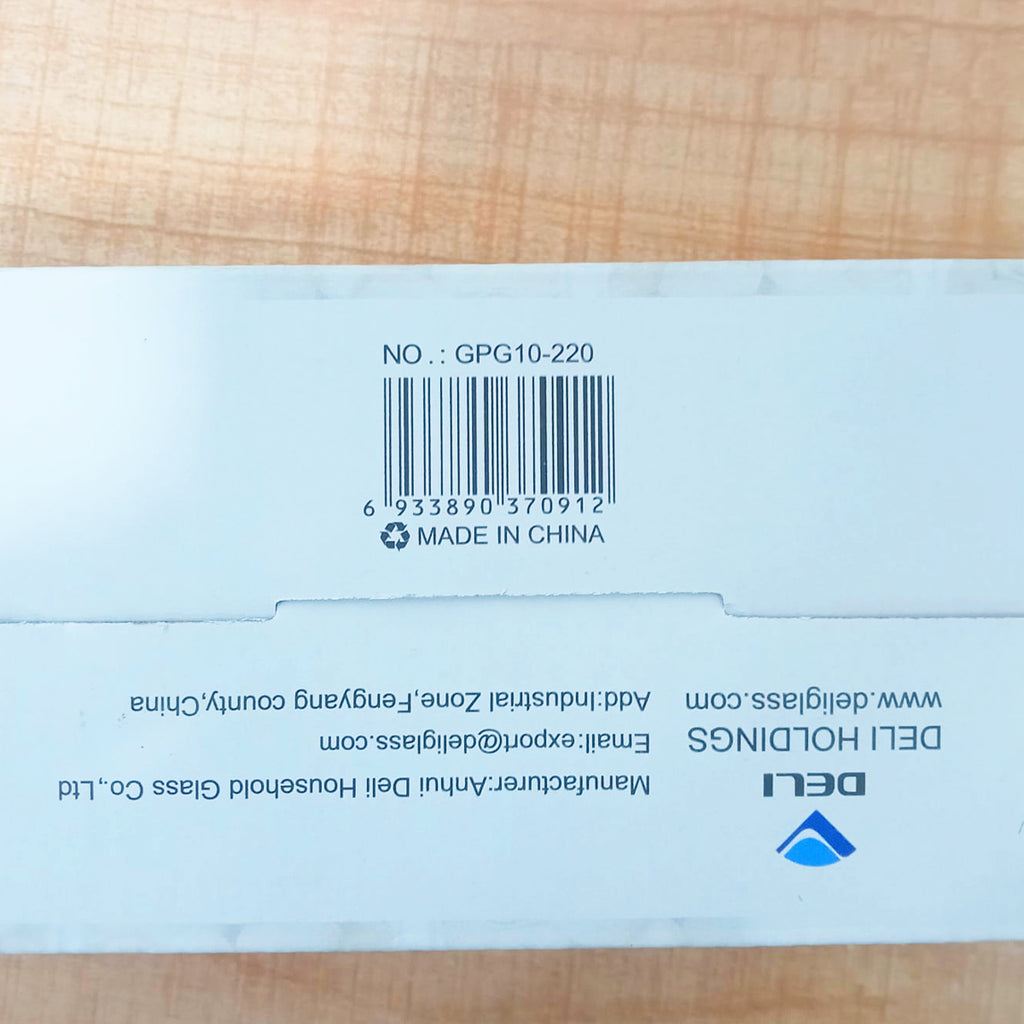 NO.: GPG10-220
6 933890 370912
MADE IN CHINA
DELI
DELI HOLDINGS
www.deliglass.com
Manufacturer:Anhui Deli Household Glass Co.,Ltd
Email:export@deliglass.com
Add:Industrial Zone,Fengyang county,China